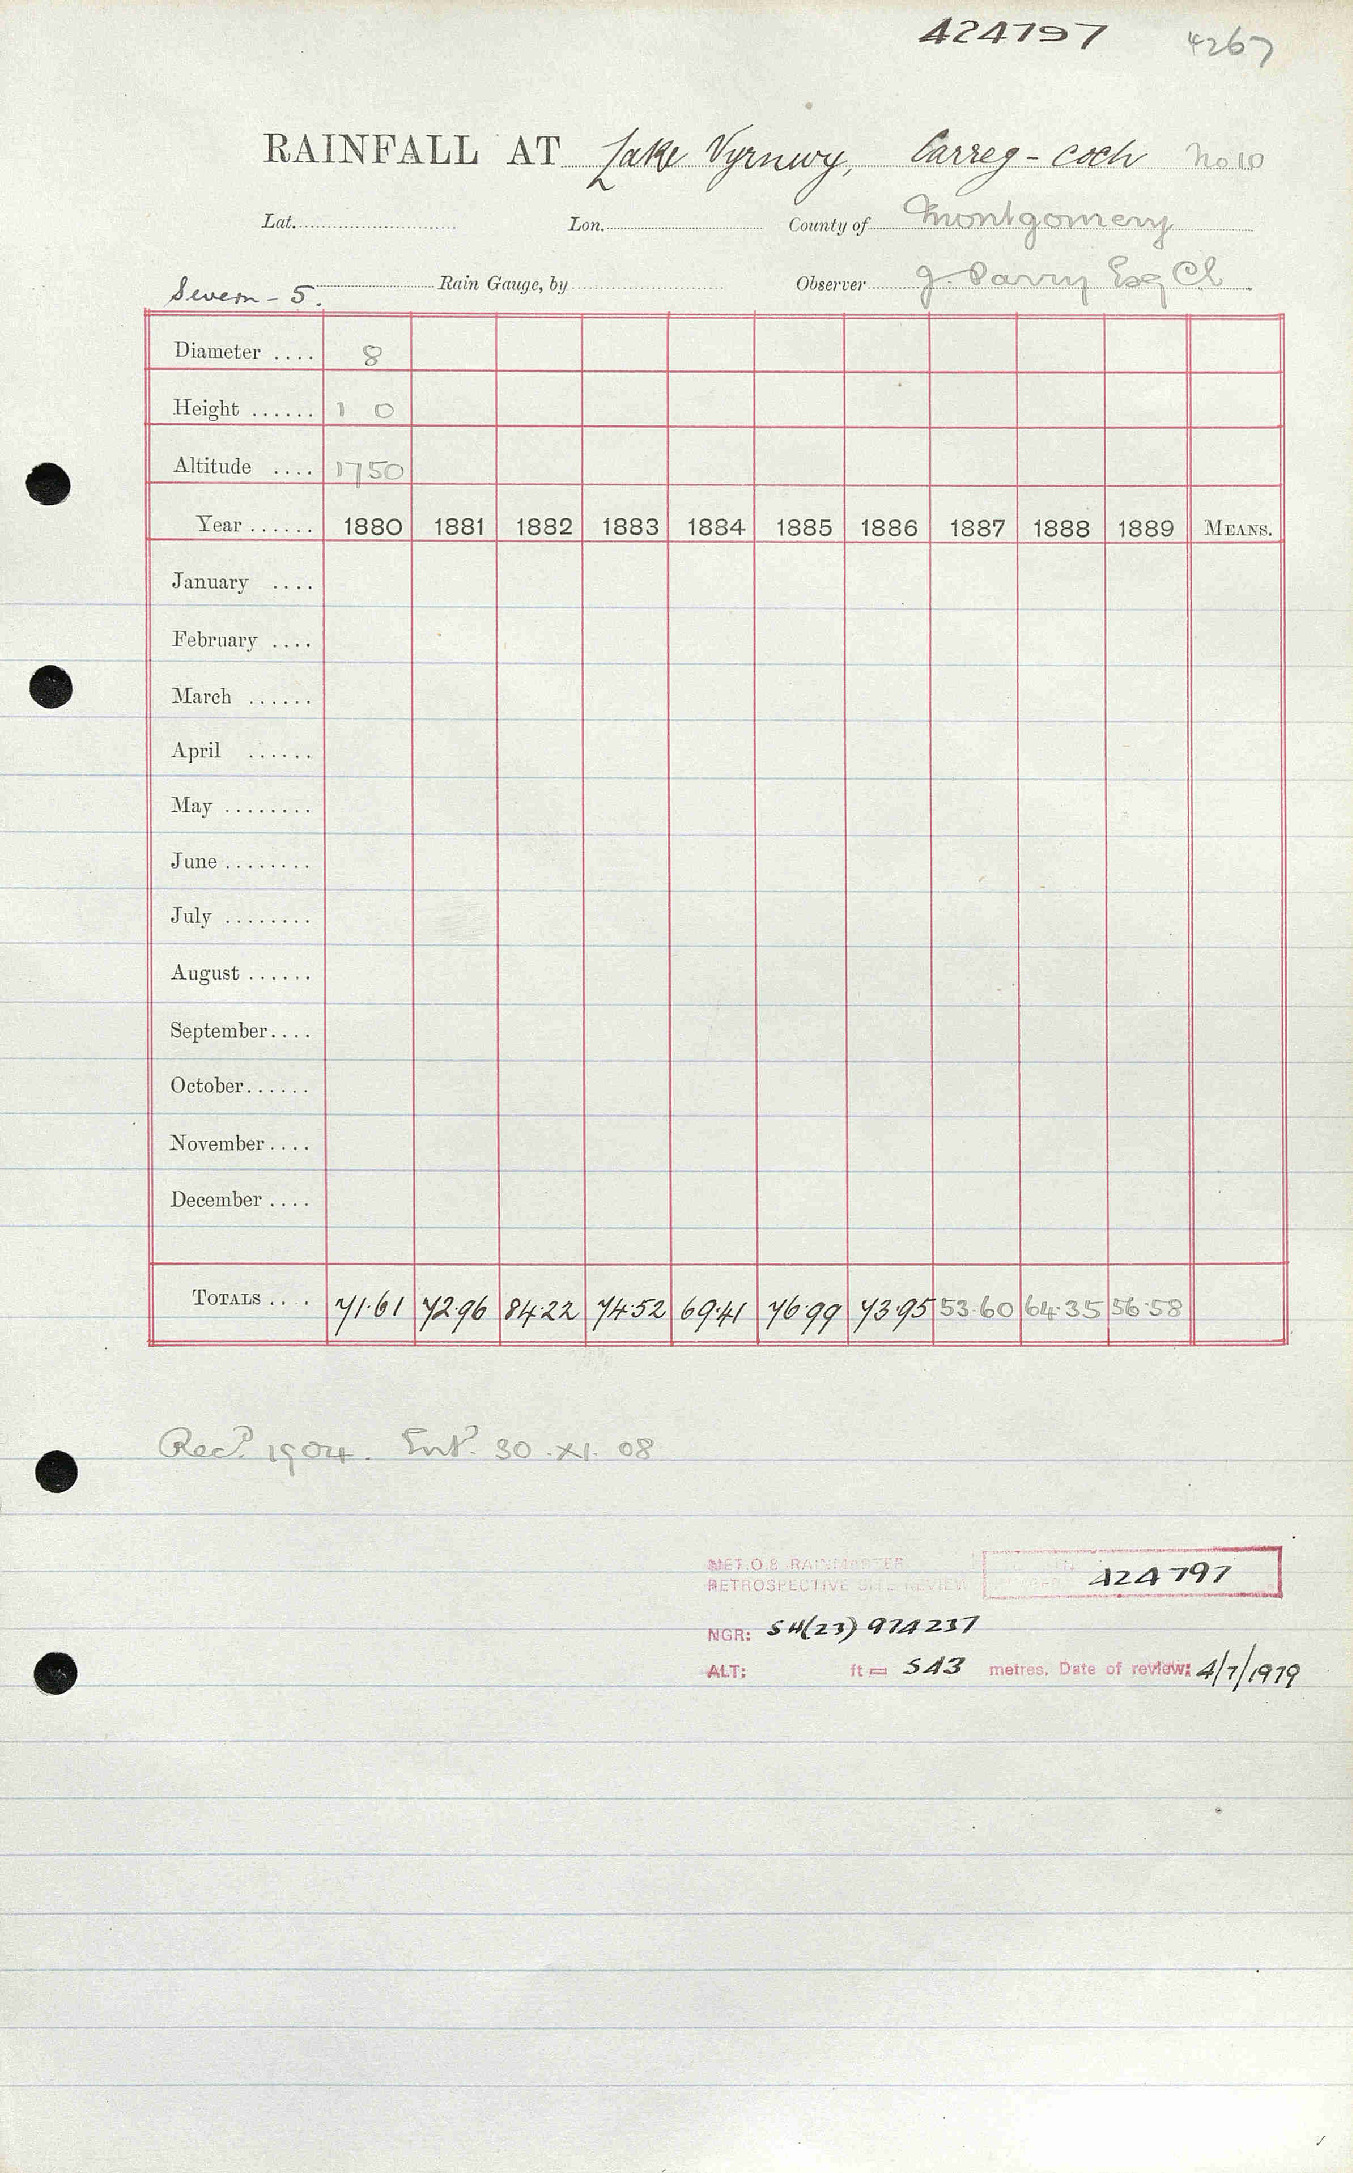 424797 4267
RAINFALL AT Lake Vyrnwy, Carreg-coch No 10
Lat. Lon. County of Montgomery
Severn - 5. Rain Gauge, by Observer J. Parry Esq CE
Diameter .... 8
Height ...... 1 0
Altitude .... 1750
Year ...... 1880 1881 1882 1883 1884 1885 1886 1887 1888 1889 MEANS.
January ....
February ....
March ......
April ......
May ........
June ........
July ........
August ......
September....
October......
November....
December ....
TOTALS .. . 71.61 72.96 84.22 74.52 69.41 76.99 73.95 53.60 64.35 56.58
Recd. 1904. Entd. 30.XI.08
MET.O.8 RAINMASTER
RETROSPECTIVE SITE REVIEW 424797
NGR: SH(23) 974237
ALT: ft = 543 metres. Date of review: 4/7/1979